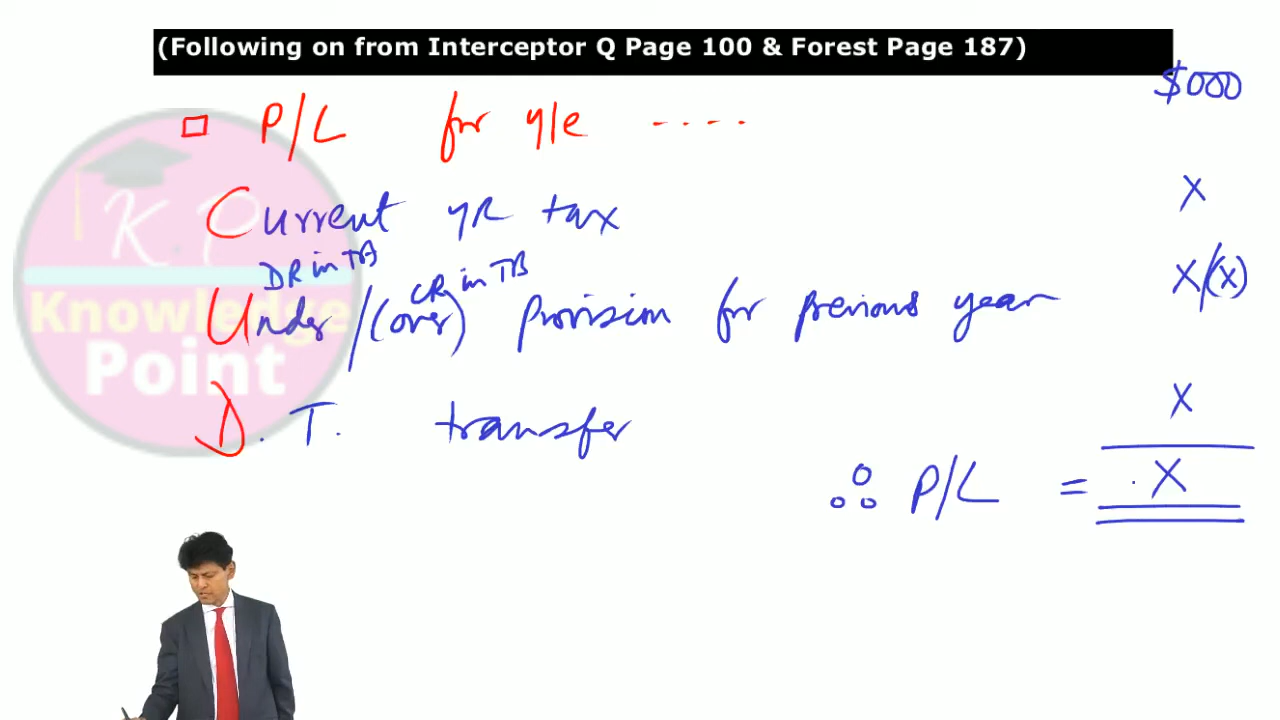 (Following on from Interceptor Q Page 100 & Forest Page 187)
$000
P/L for y/e ....
Current yR tax X
DR in TB CR in TB
Under/(over) Provision for previous year X/(X)
D.T. transfer X
∴ P/L = X
K.P
Knowledge
Point